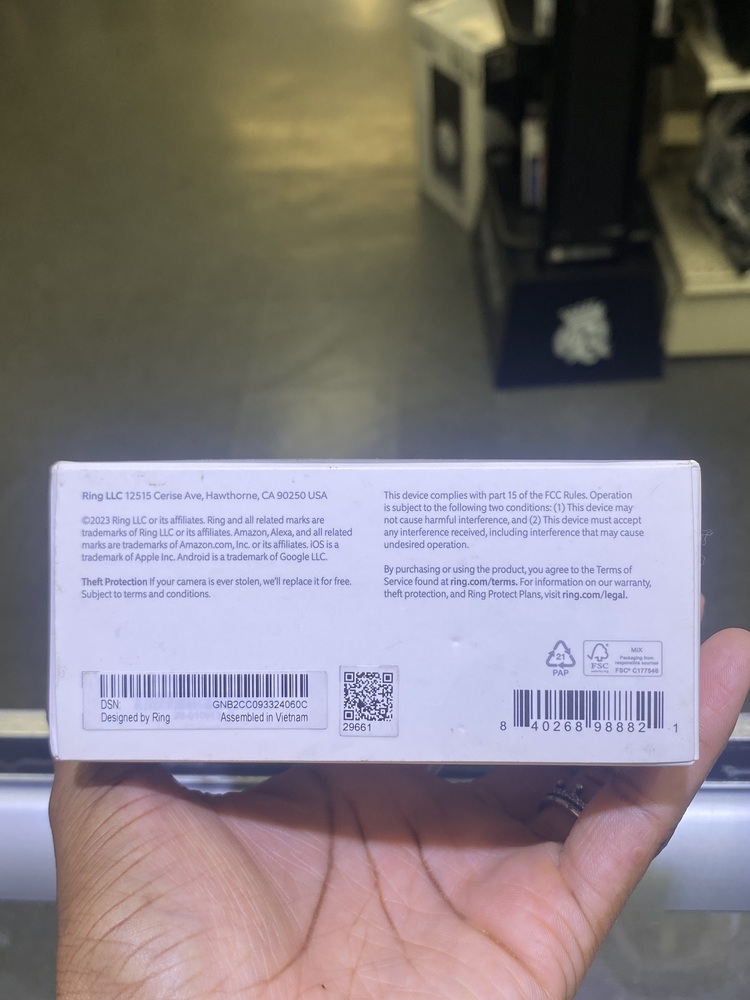 Ring LLC 12515 Cerise Ave, Hawthorne, CA 90250 USA
©2023 Ring LLC or its affiliates. Ring and all related marks are
trademarks of Ring LLC or its affiliates. Amazon, Alexa, and all related
marks are trademarks of Amazon.com, Inc. or its affiliates. iOS is a
trademark of Apple Inc. Android is a trademark of Google LLC.
Theft Protection If your camera is ever stolen, we'll replace it for free.
Subject to terms and conditions.
This device complies with part 15 of the FCC Rules. Operation
is subject to the following two conditions: (1) This device may
not cause harmful interference, and (2) This device must accept
any interference received, including interference that may cause
undesired operation.
By purchasing or using the product, you agree to the Terms of
Service found at ring.com/terms. For information on our warranty,
theft protection, and Ring Protect Plans, visit ring.com/legal.
21
PAP
FSC
MIX
Packaging from
responsible sources
FSC® C177546
DSN: GNB2CC093324060C
Designed by Ring Assembled in Vietnam
29661
8 40268 98882 1